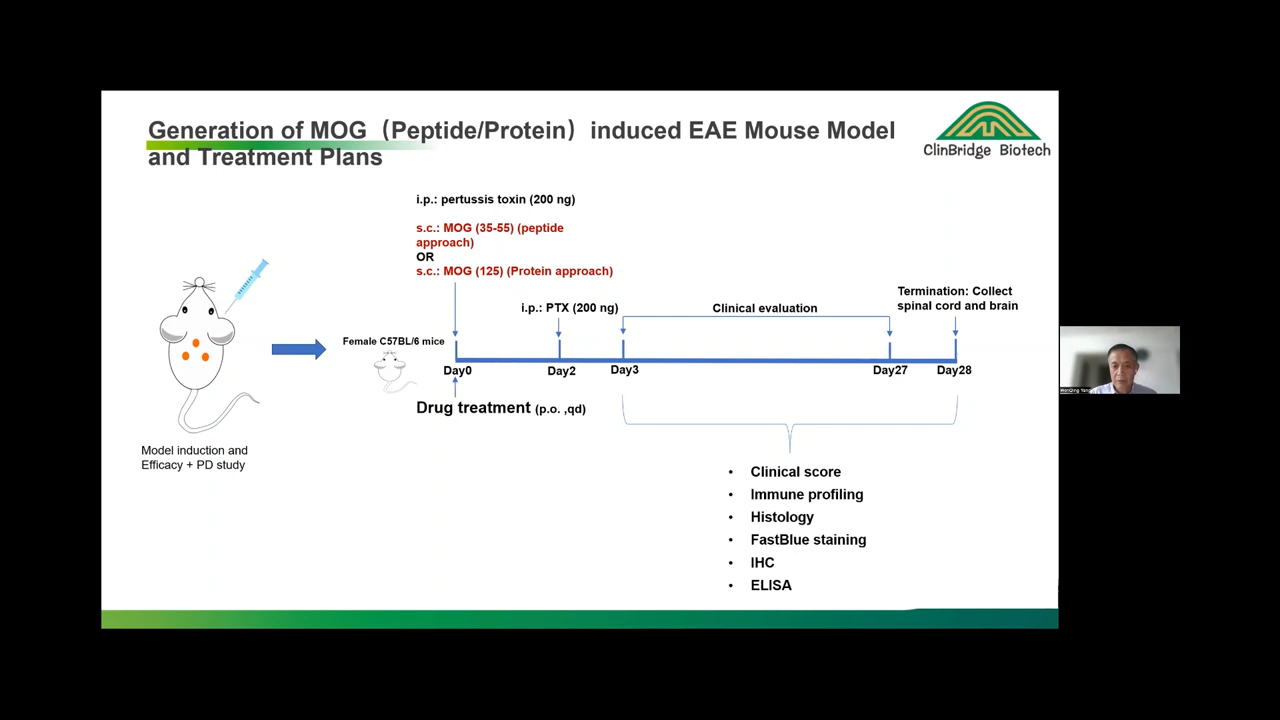 Generation of MOG（Peptide/Protein）induced EAE Mouse Model
and Treatment Plans
ClinBridge Biotech
i.p.: pertussis toxin (200 ng)
s.c.: MOG (35-55) (peptide
approach)
OR
s.c.: MOG (125) (Protein approach)
i.p.: PTX (200 ng)
Clinical evaluation
Termination: Collect
spinal cord and brain
Female C57BL/6 mice
Day0
Day2
Day3
Day27
Day28
Drug treatment (p.o. ,qd)
Model induction and
Efficacy + PD study
• Clinical score
• Immune profiling
• Histology
• FastBlue staining
• IHC
• ELISA